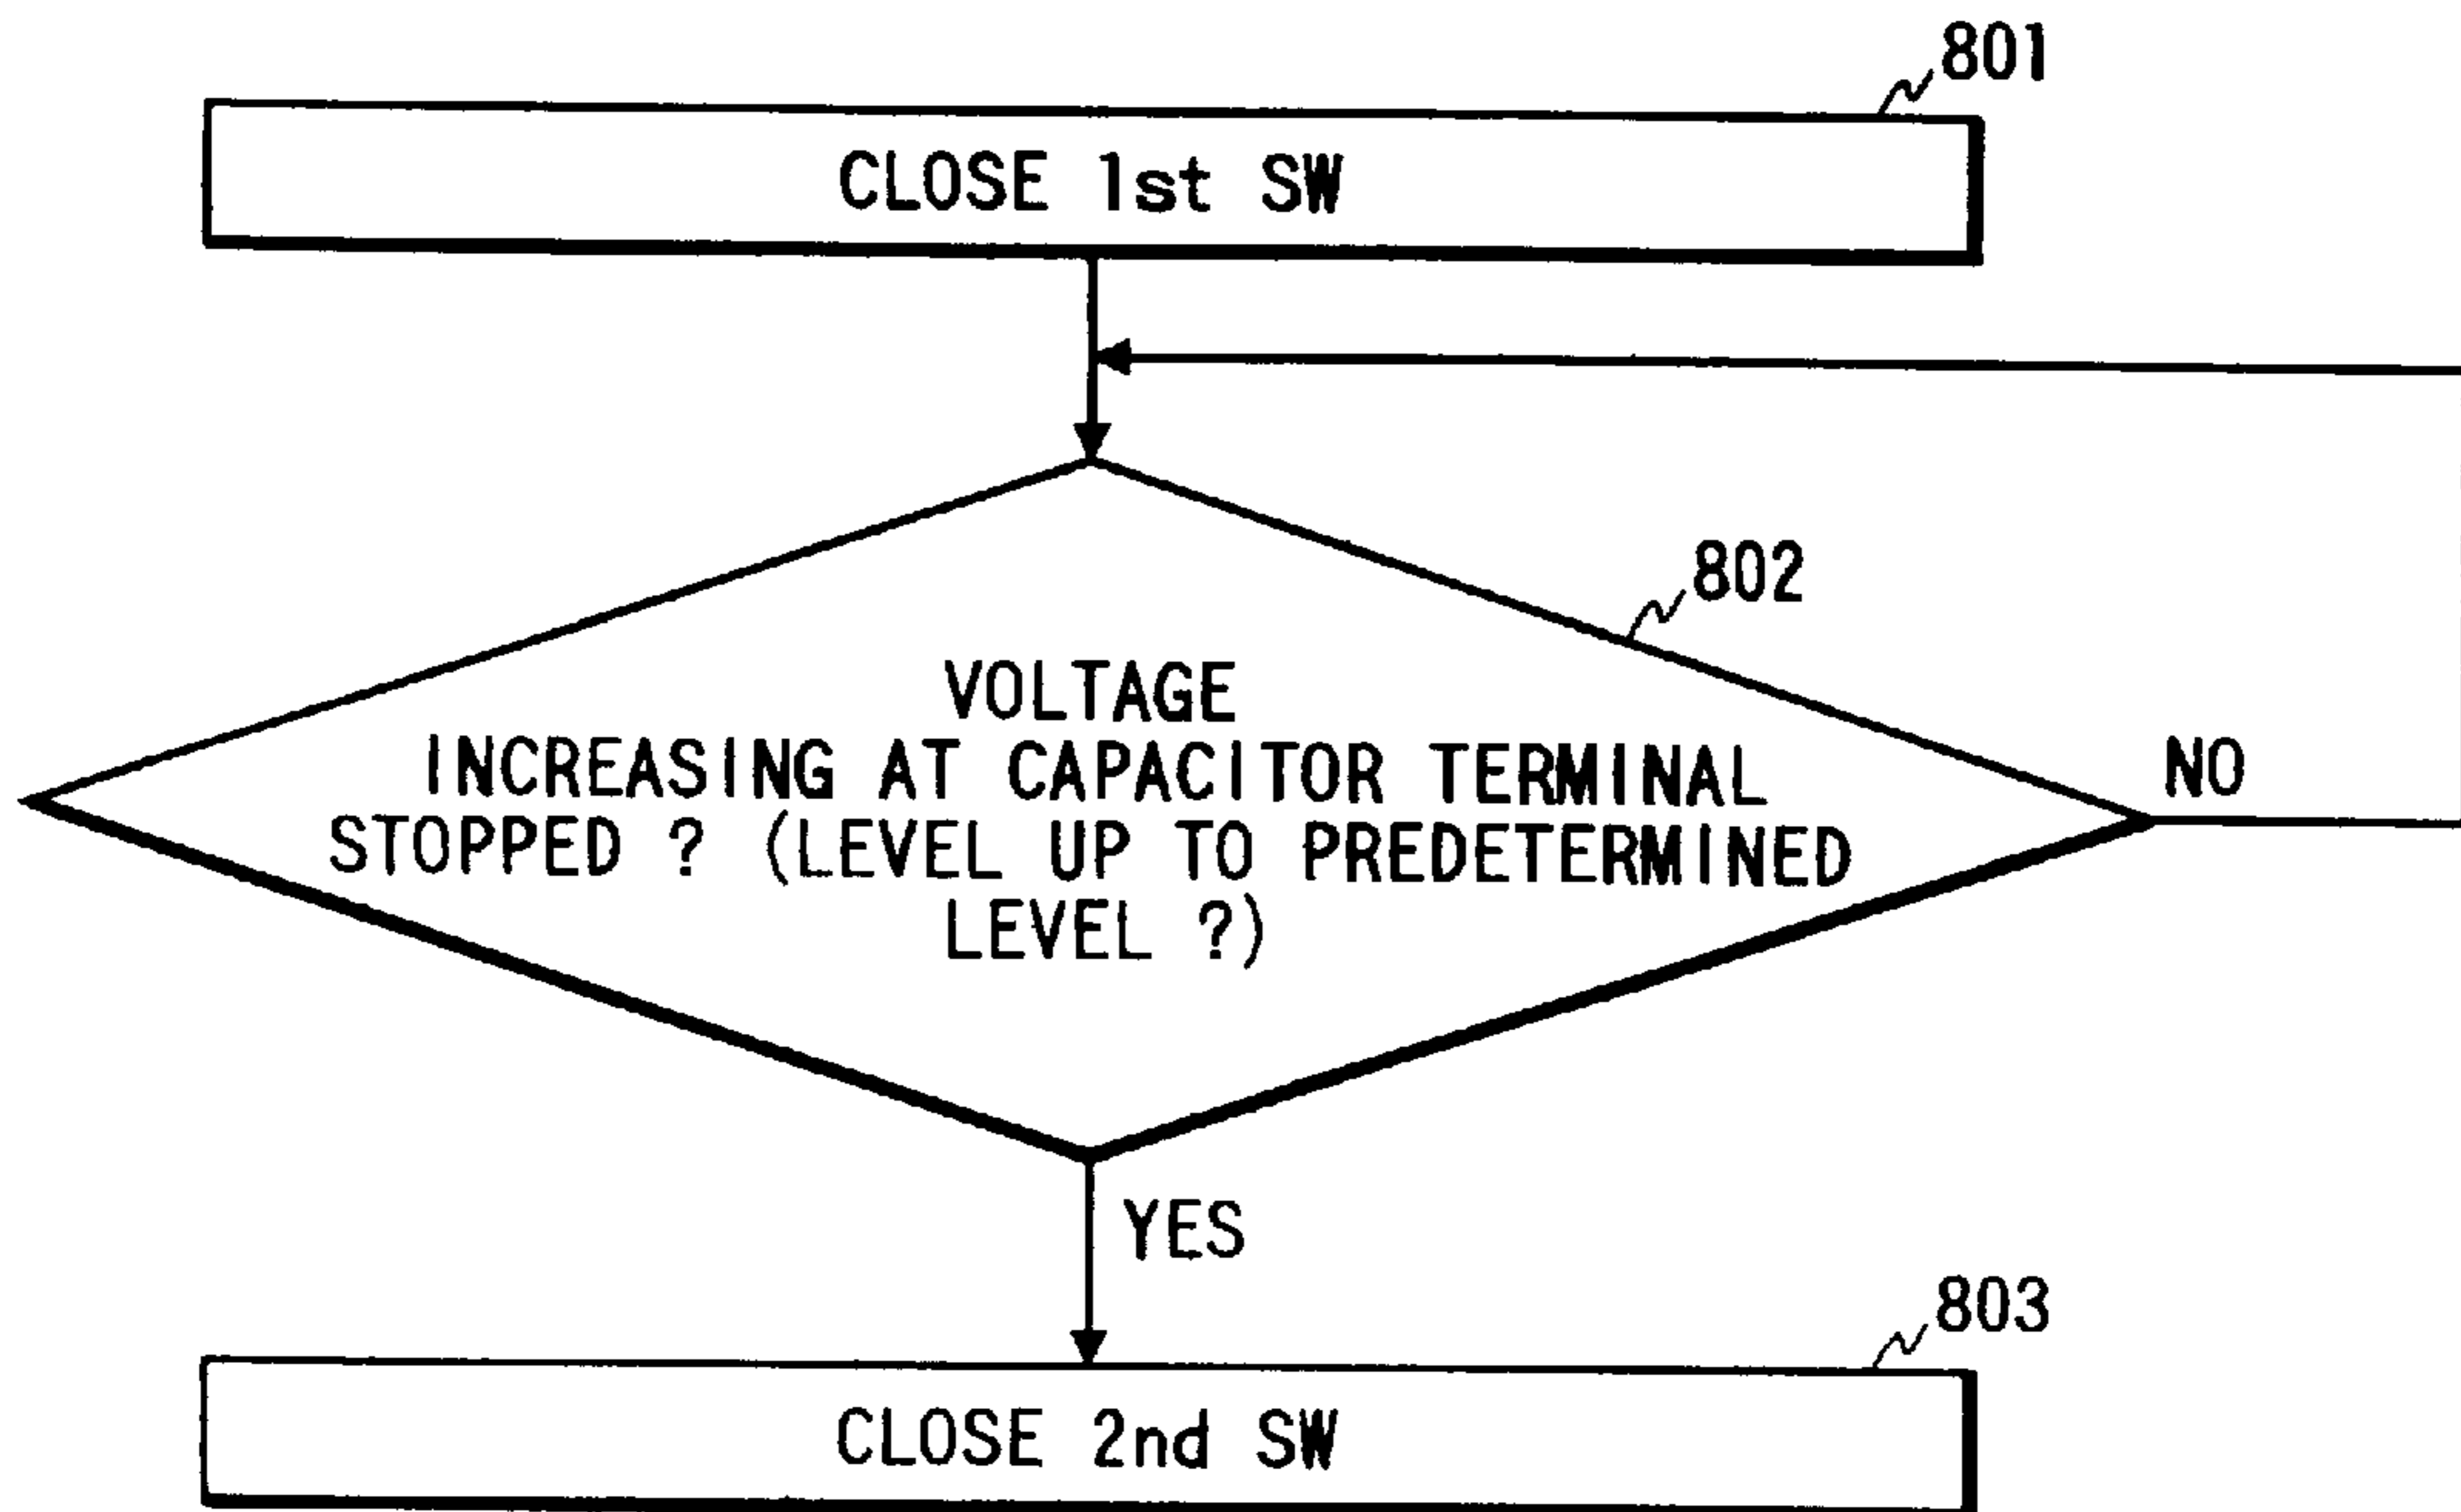 801
CLOSE 1st SW
802
VOLTAGE
INCREASING AT CAPACITOR TERMINAL
STOPPED ? (LEVEL UP TO PREDETERMINED
LEVEL ?)
NO
YES
803
CLOSE 2nd SW